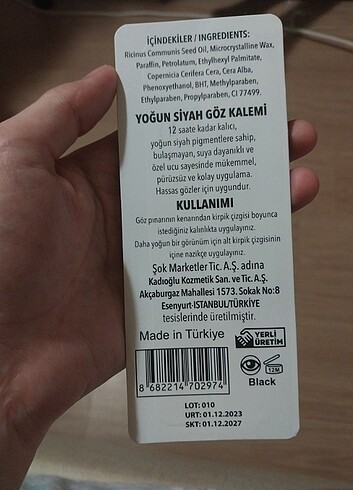 İÇİNDEKİLER / INGREDIENTS:
Ricinus Communis Seed Oil, Microcrystalline Wax,
Paraffin, Petrolatum, Ethylhexyl Palmitate,
Copernicia Cerifera Cera, Cera Alba,
Phenoxyethanol, BHT, Methylparaben,
Ethylparaben, Propylparaben, CI 77499.
YOĞUN SİYAH GÖZ KALEMİ
12 saate kadar kalıcı,
yoğun siyah pigmentlere sahip,
bulaşmayan, suya dayanıklı ve
özel ucu sayesinde mükemmel,
pürüzsüz ve kolay uygulama.
Hassas gözler için uygundur.
KULLANIMI
Göz pınarının kenarından kirpik çizgisi boyunca
istediğiniz kalınlıkta uygulayınız.
Daha yoğun bir görünüm için alt kirpik çizgisinin
içine nazikçe uygulayınız.
Şok Marketler Tic. A.Ş. adına
Kadıoğlu Kozmetik San. ve Tic. A.Ş.
Akçaburgaz Mahallesi 1573. Sokak No:8
Esenyurt-İSTANBUL/TÜRKİYE
tesislerinde üretilmiştir.
Made in Türkiye
YERLİ
ÜRETİM
12M
Black
8 682214 702974
LOT: 010
URT: 01.12.2023
SKT: 01.12.2027